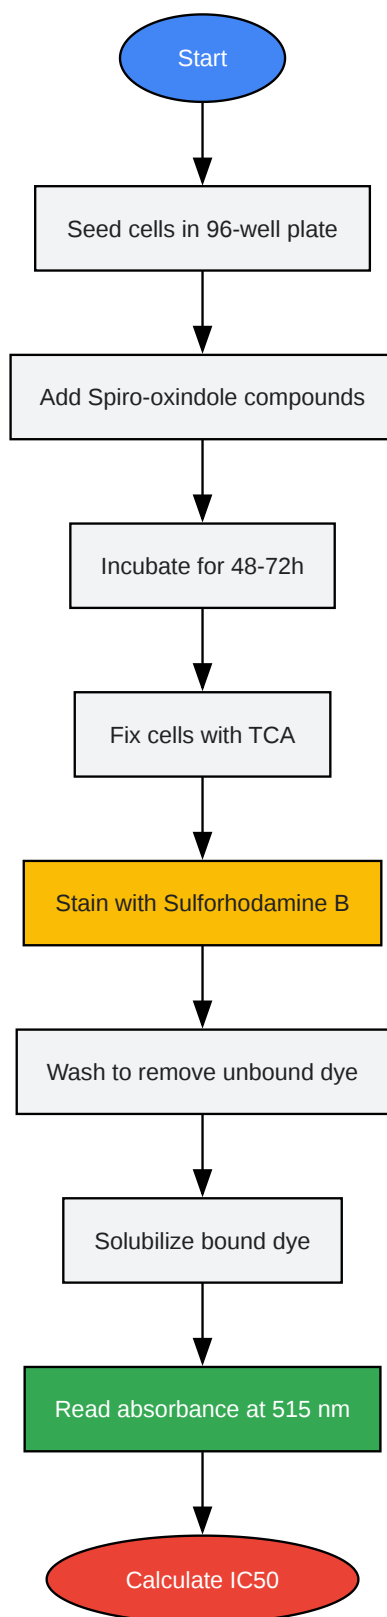 Start
Seed cells in 96-well plate
Add Spiro-oxindole compounds
Incubate for 48-72h
Fix cells with TCA
Stain with Sulforhodamine B
Wash to remove unbound dye
Solubilize bound dye
Read absorbance at 515 nm
Calculate IC50